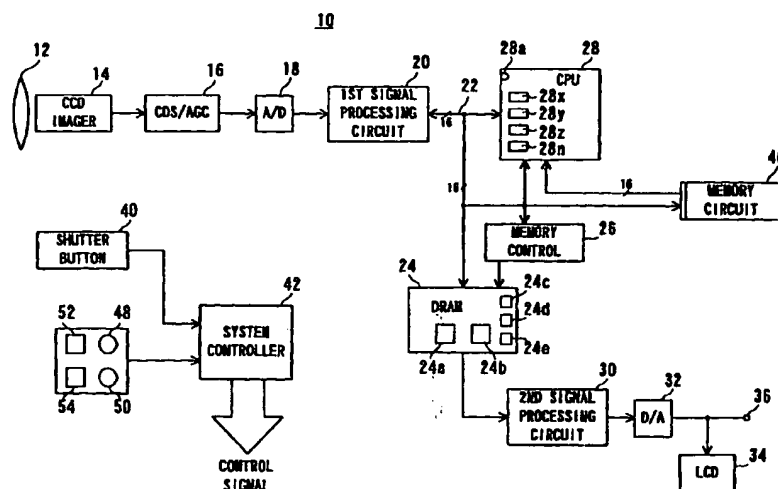 10
12
14
16
18
20
22
28a
28
CCD
IMAGER
CDS/AGC
A/D
1ST SIGNAL
PROCESSING
CIRCUIT
16
CPU
28x
28y
28z
28n
16
16
MEMORY
CIRCUIT
40
SHUTTER
BUTTON
42
SYSTEM
CONTROLLER
52
48
54
50
CONTROL
SIGNAL
MEMORY
CONTROL
26
24
DRAM
24c
24d
24e
24a
24b
30
2ND SIGNAL
PROCESSING
CIRCUIT
32
D/A
36
34
LCD